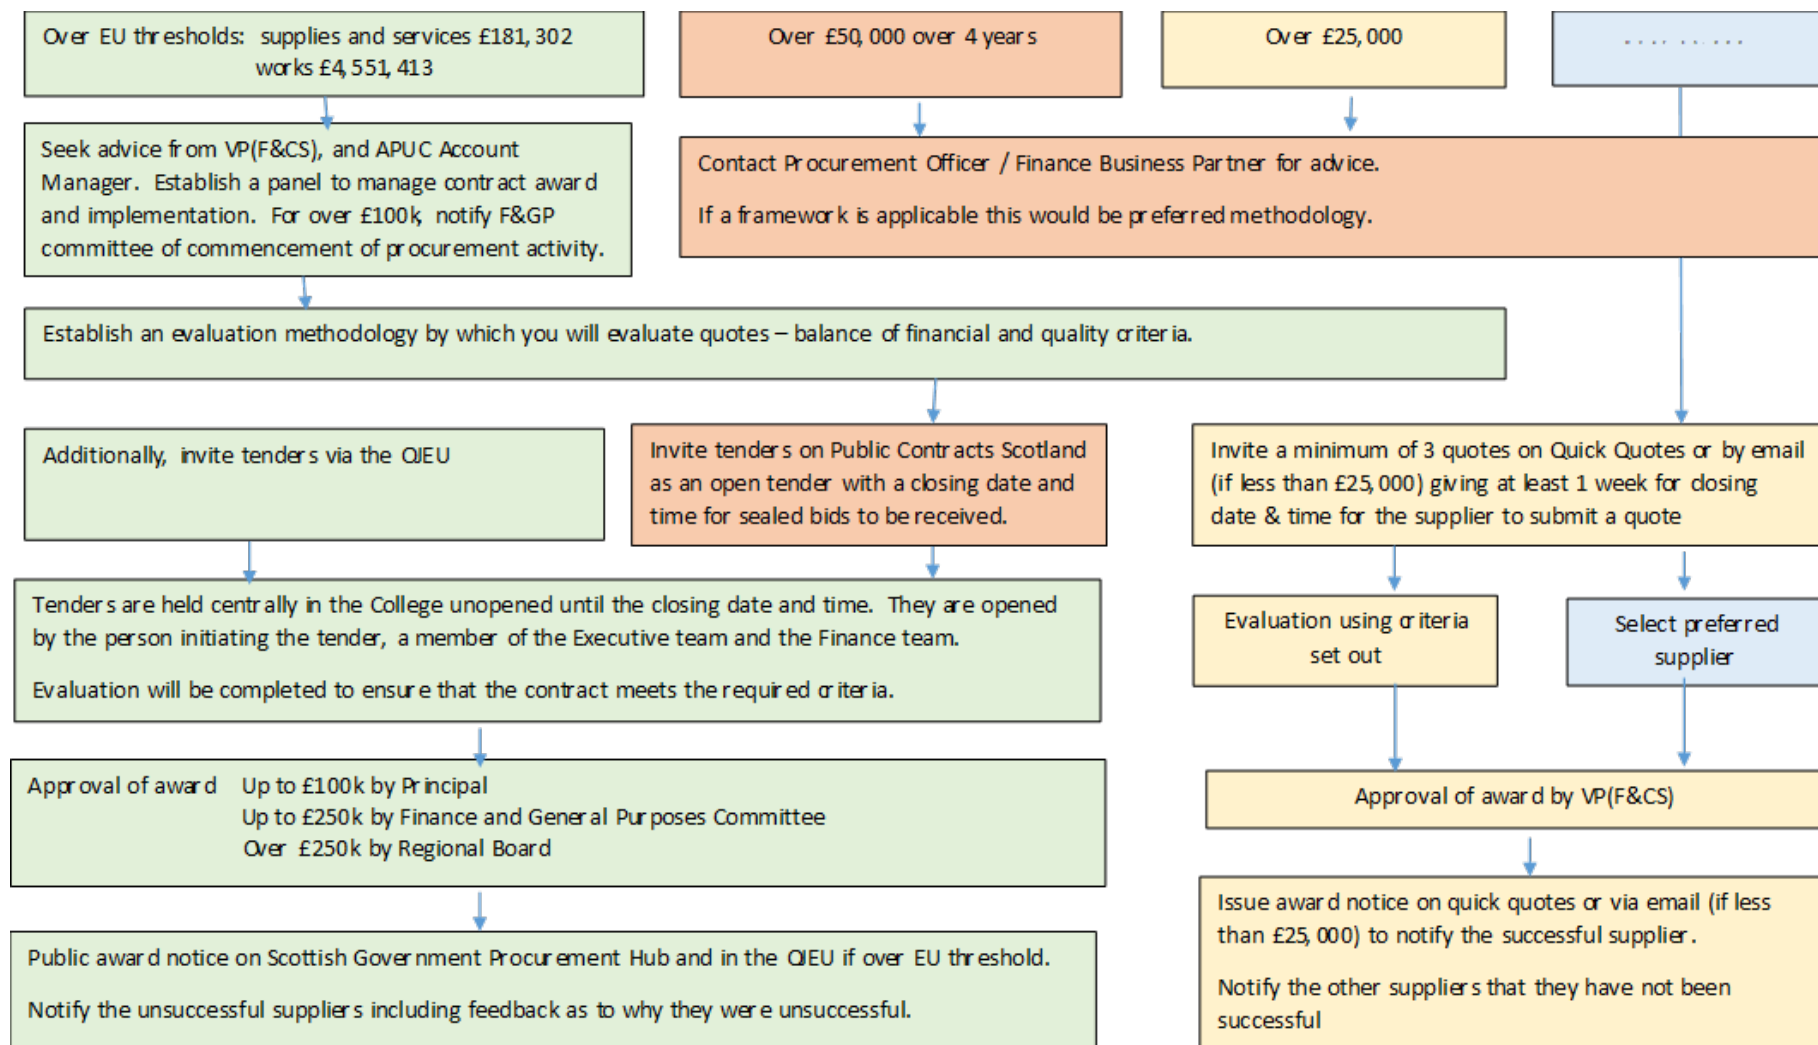 Over EU thresholds: supplies and services £181,302
works £4,551,413
Over £50,000 over 4 years
Over £25,000
Seek advice from VP(F&CS), and APUC Account
Manager. Establish a panel to manage contract award
and implementation. For over £100k, notify F&GP
committee of commencement of procurement activity.
Contact Procurement Officer / Finance Business Partner for advice.
If a framework is applicable this would be preferred methodology.
Establish an evaluation methodology by which you will evaluate quotes – balance of financial and quality criteria.
Additionally, invite tenders via the OJEU
Invite tenders on Public Contracts Scotland
as an open tender with a closing date and
time for sealed bids to be received.
Invite a minimum of 3 quotes on Quick Quotes or by email
(if less than £25,000) giving at least 1 week for closing
date & time for the supplier to submit a quote
Tenders are held centrally in the College unopened until the closing date and time. They are opened
by the person initiating the tender, a member of the Executive team and the Finance team.
Evaluation will be completed to ensure that the contract meets the required criteria.
Evaluation using criteria
set out
Select preferred
supplier
Approval of award Up to £100k by Principal
Up to £250k by Finance and General Purposes Committee
Over £250k by Regional Board
Approval of award by VP(F&CS)
Public award notice on Scottish Government Procurement Hub and in the OJEU if over EU threshold.
Notify the unsuccessful suppliers including feedback as to why they were unsuccessful.
Issue award notice on quick quotes or via email (if less
than £25,000) to notify the successful supplier.
Notify the other suppliers that they have not been
successful